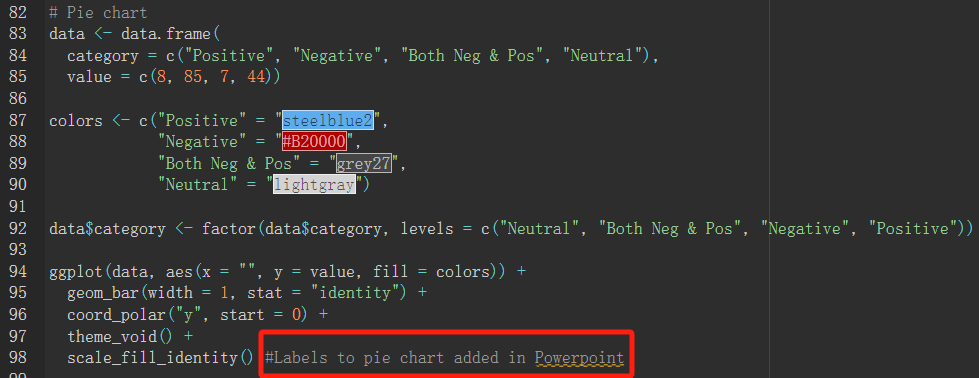 82 # Pie chart
83 data <- data.frame(
84   category = c("Positive", "Negative", "Both Neg & Pos", "Neutral"),
85   value = c(8, 85, 7, 44))
86
87 colors <- c("Positive" = "steelblue2",
88             "Negative" = "#B20000",
89             "Both Neg & Pos" = "grey27",
90             "Neutral" = "lightgray")
91
92 data$category <- factor(data$category, levels = c("Neutral", "Both Neg & Pos", "Negative", "Positive"))
93
94 ggplot(data, aes(x = "", y = value, fill = colors)) +
95   geom_bar(width = 1, stat = "identity") +
96   coord_polar("y", start = 0) +
97   theme_void() +
98   scale_fill_identity() #Labels to pie chart added in Powerpoint